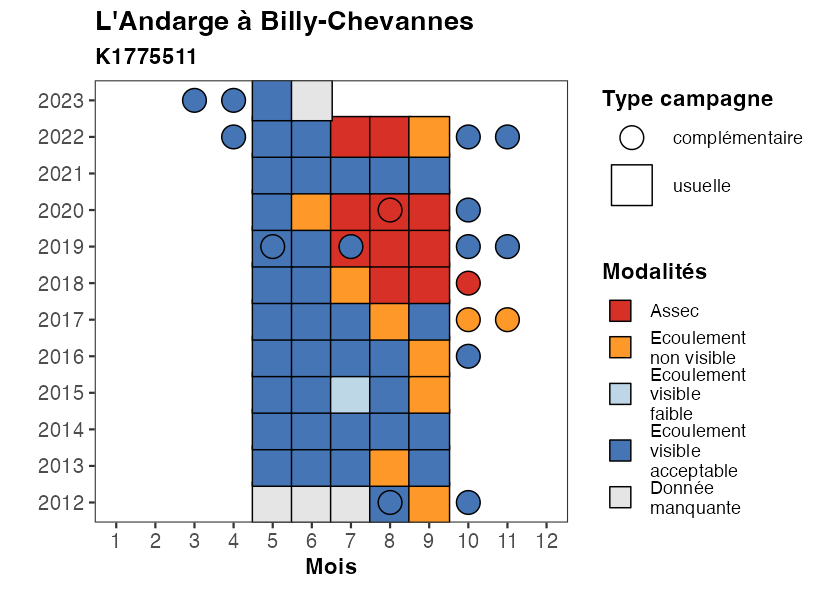 L'Andarge à Billy-Chevannes
K1775511
2023
2022
2021
2020
2019
2018
2017
2016
2015
2014
2013
2012
1 2 3 4 5 6 7 8 9 10 11 12
Mois
Type campagne
complémentaire
usuelle
Modalités
Assec
Ecoulement
non visible
Ecoulement
visible
faible
Ecoulement
visible
acceptable
Donnée
manquante